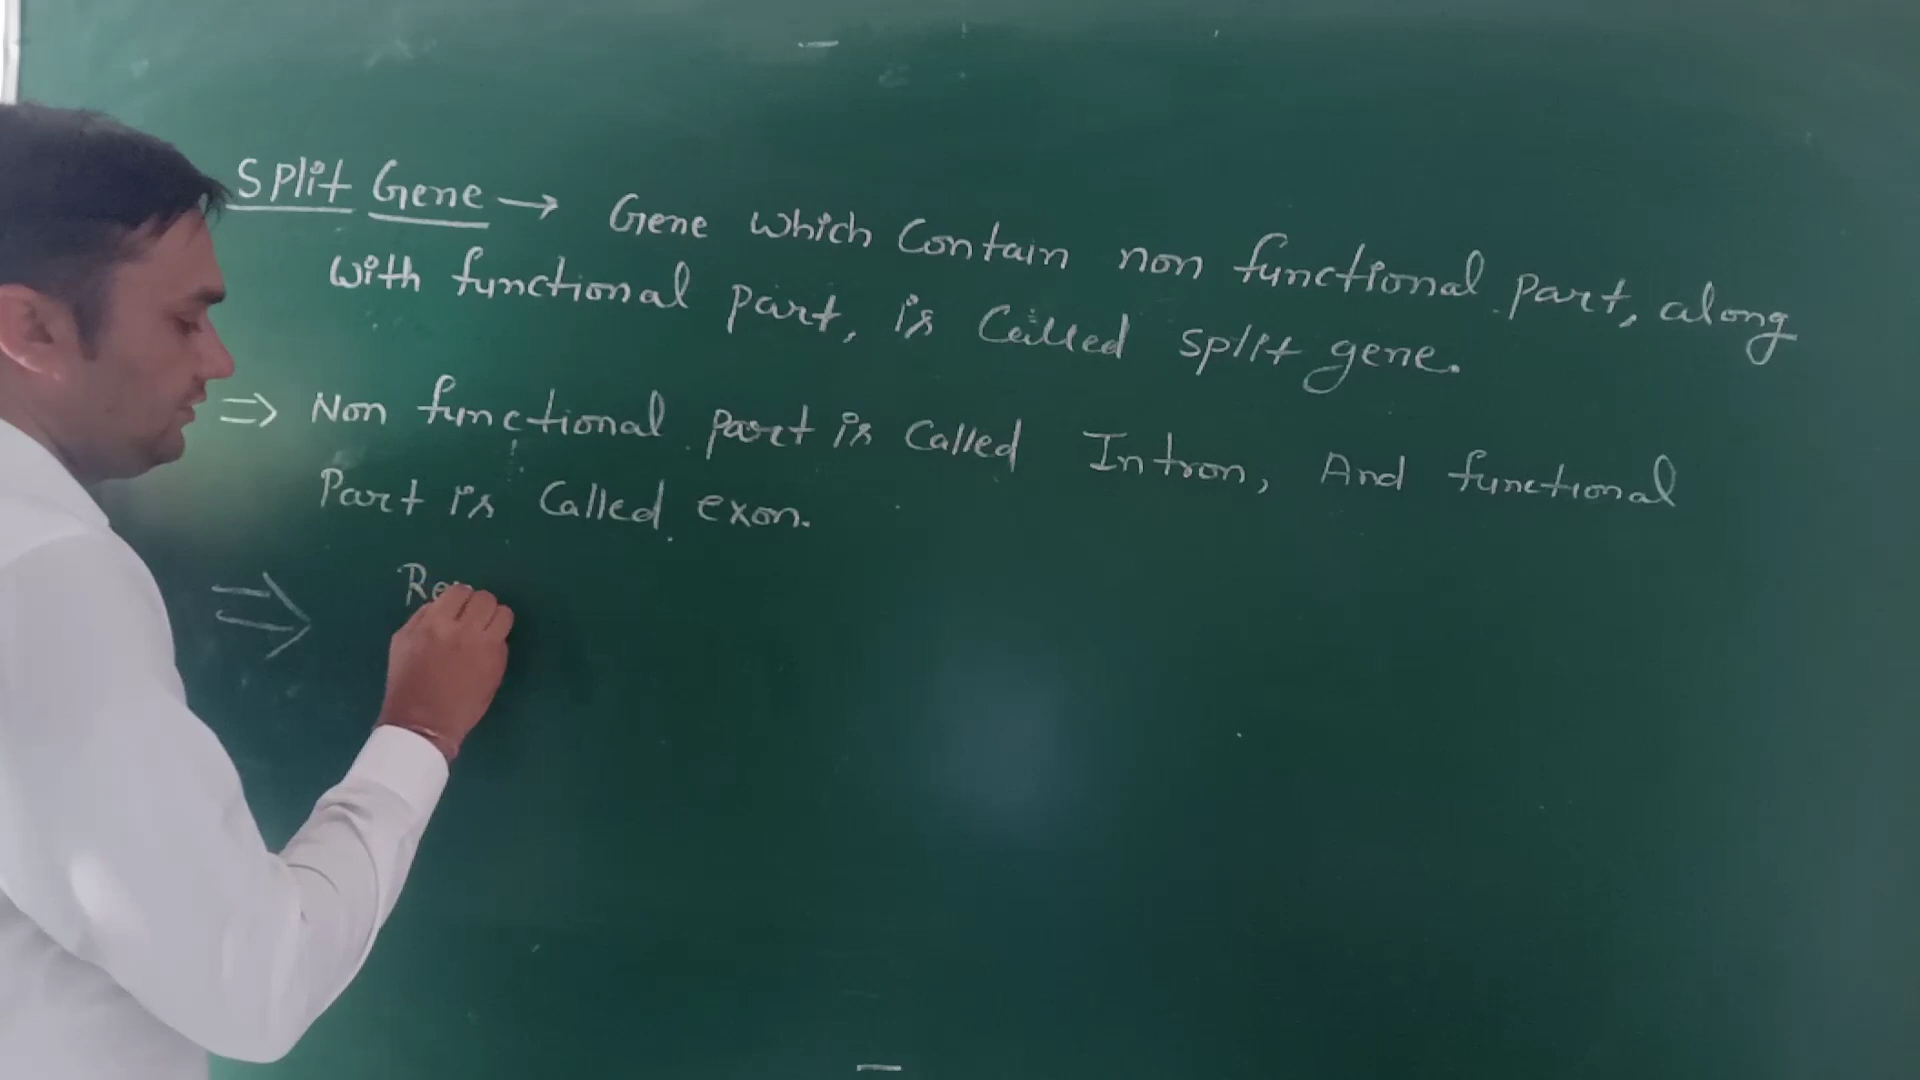 Split Gene → Gene which contain non functional part, along
with functional part, is called split gene.
⇒ Non functional part is called Intron, And functional
Part is called exon.
⇒